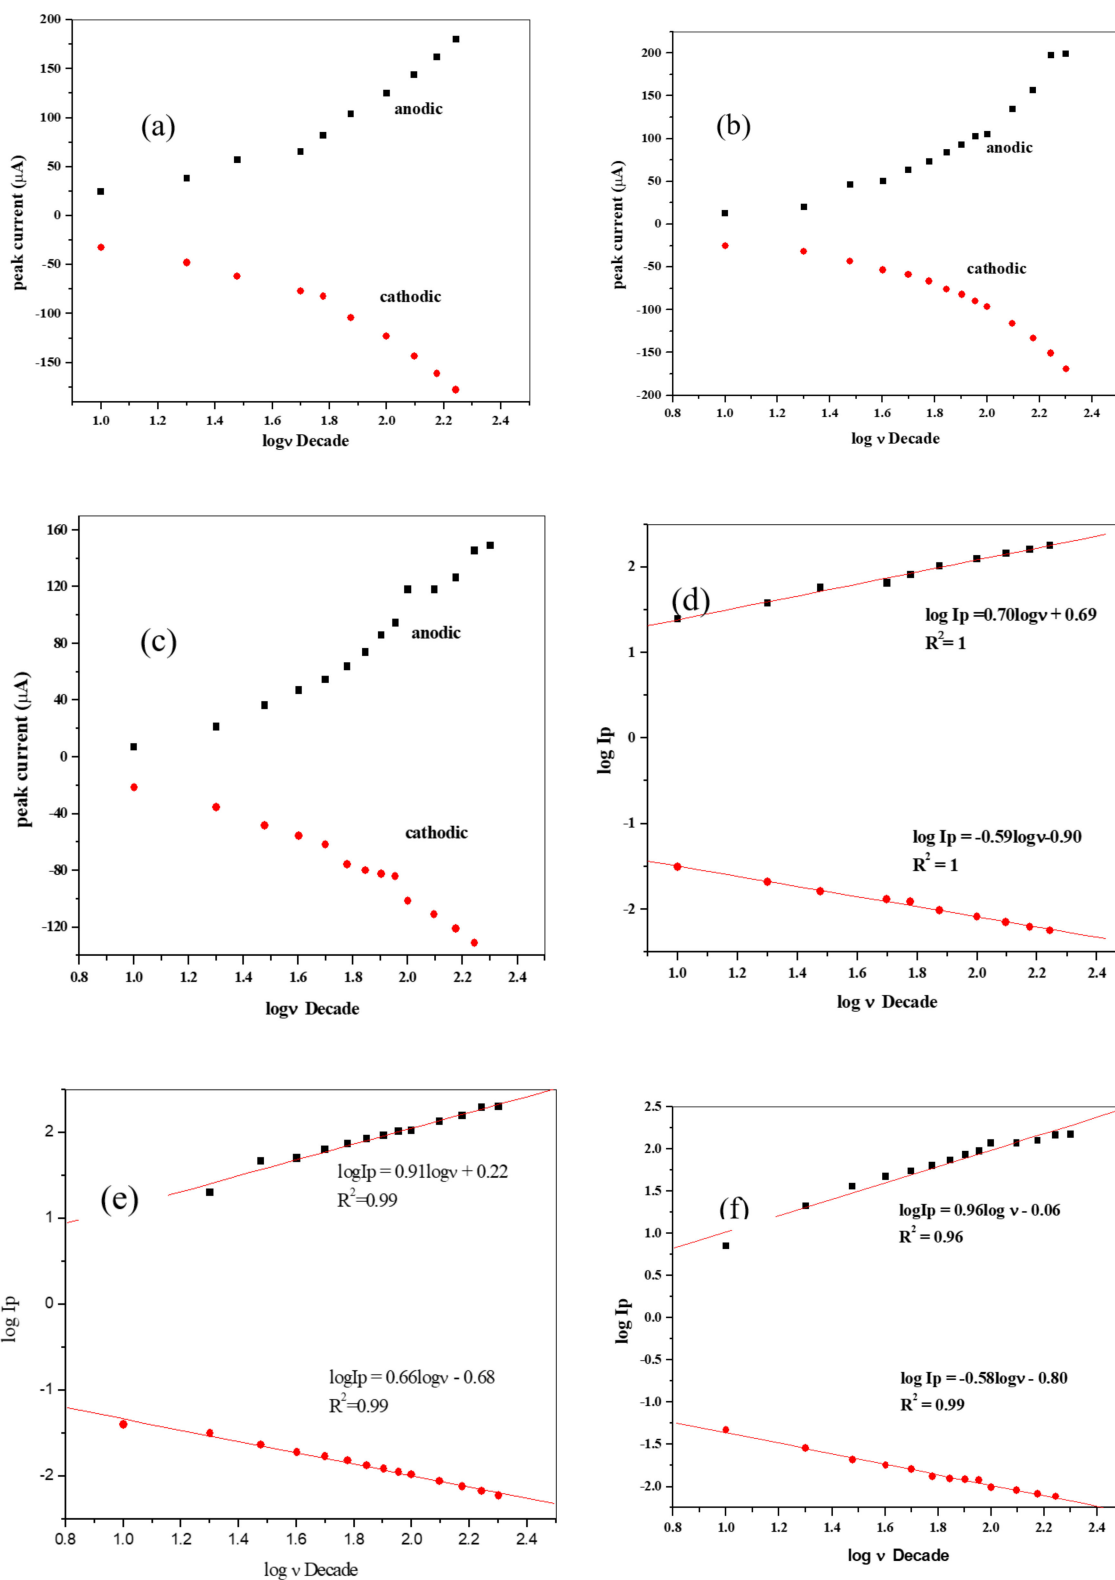 200
150
100
50
0
-50
-100
-150
peak current (μA)
(a)
anodic
cathodic
1.0 1.2 1.4 1.6 1.8 2.0 2.2 2.4
logν Decade
200
150
100
50
0
-50
-100
-150
-200
peak current (μA)
(b)
anodic
cathodic
0.8 1.0 1.2 1.4 1.6 1.8 2.0 2.2 2.4
log ν Decade
160
120
80
40
0
-40
-80
-120
peak current (μA)
(c)
anodic
cathodic
0.8 1.0 1.2 1.4 1.6 1.8 2.0 2.2 2.4
logν Decade
2
1
0
-1
-2
log Ip
(d)
log Ip =0.70logν + 0.69
R²= 1
log Ip = -0.59logν-0.90
R² = 1
1.0 1.2 1.4 1.6 1.8 2.0 2.2 2.4
log ν Decade
2
1
0
-1
-2
log Ip
(e)
logIp = 0.91logν + 0.22
R²=0.99
logIp = 0.66logν - 0.68
R²=0.99
0.8 1.0 1.2 1.4 1.6 1.8 2.0 2.2 2.4
log ν Decade
2.5
2.0
1.5
1.0
0.5
0.0
-0.5
-1.0
-1.5
-2.0
log Ip
(f)
logIp = 0.96log ν - 0.06
R² = 0.96
log Ip = -0.58logν - 0.80
R² = 0.99
0.8 1.0 1.2 1.4 1.6 1.8 2.0 2.2 2.4
log ν Decade